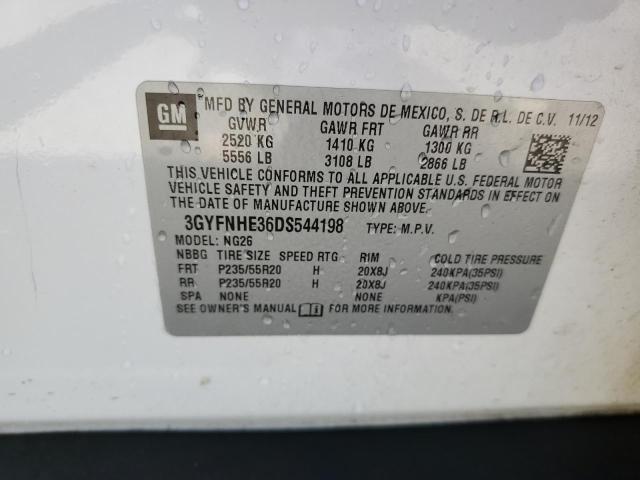 GM
MFD BY GENERAL MOTORS DE MEXICO, S. DE R.L. DE C.V. 11/12
GVWR GAWR FRT GAWR RR
2520 KG 1410 KG 1300 KG
5556 LB 3108 LB 2866 LB
THIS VEHICLE CONFORMS TO ALL APPLICABLE U.S. FEDERAL MOTOR
VEHICLE SAFETY AND THEFT PREVENTION STANDARDS IN EFFECT ON
THE DATE OF MANUFACTURE SHOWN ABOVE.
3GYFNHE36DS544198 TYPE: M.P.V.
MODEL: NG26
NBBG TIRE SIZE SPEED RTG RIM COLD TIRE PRESSURE
FRT P235/55R20 H 20X8J 240KPA(35PSI)
RR P235/55R20 H 20X8J 240KPA(35PSI)
SPA NONE NONE KPA(PSI)
SEE OWNER'S MANUAL FOR MORE INFORMATION.